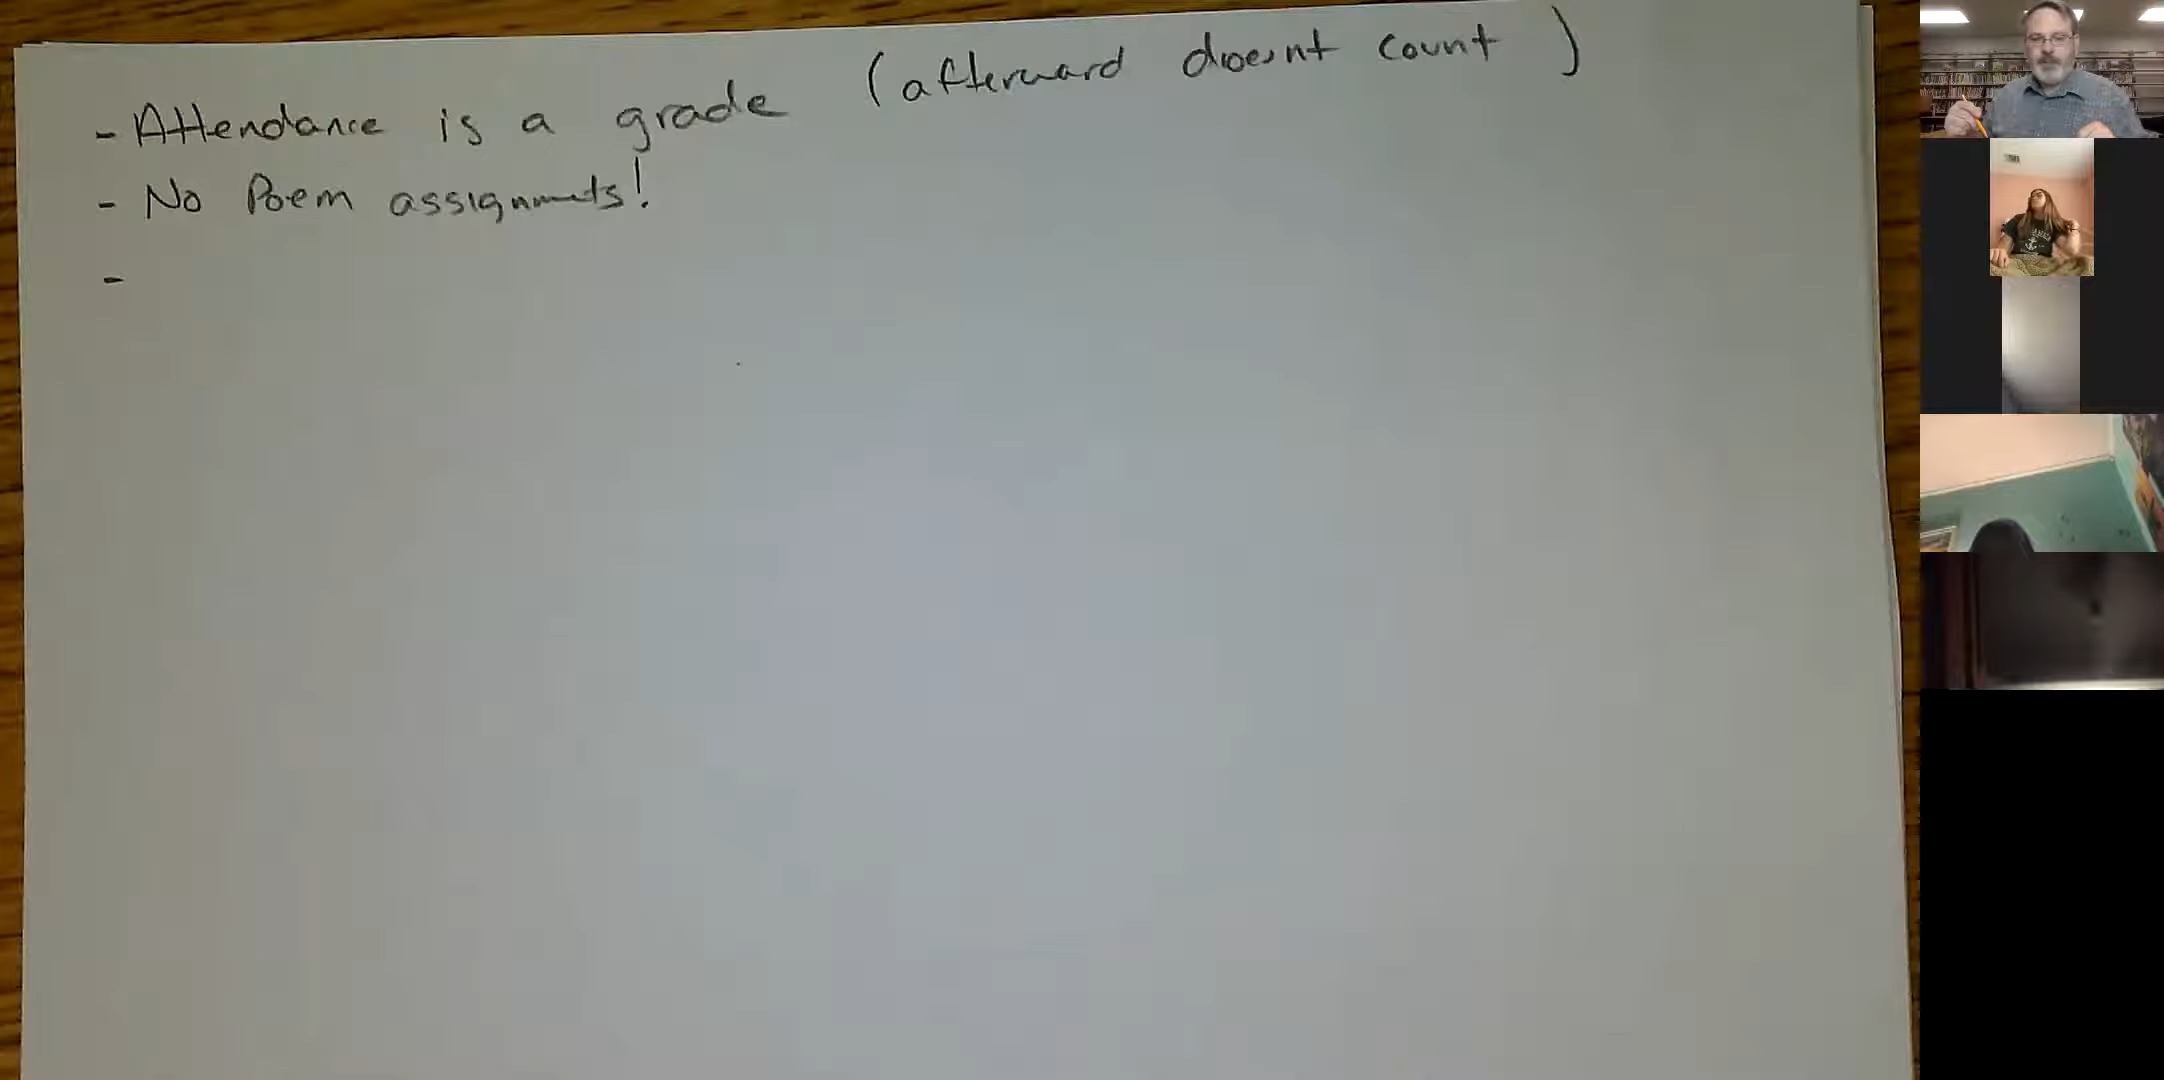 - Attendance is a grade (afterward doesnt count )
- No Poem assignments!
-